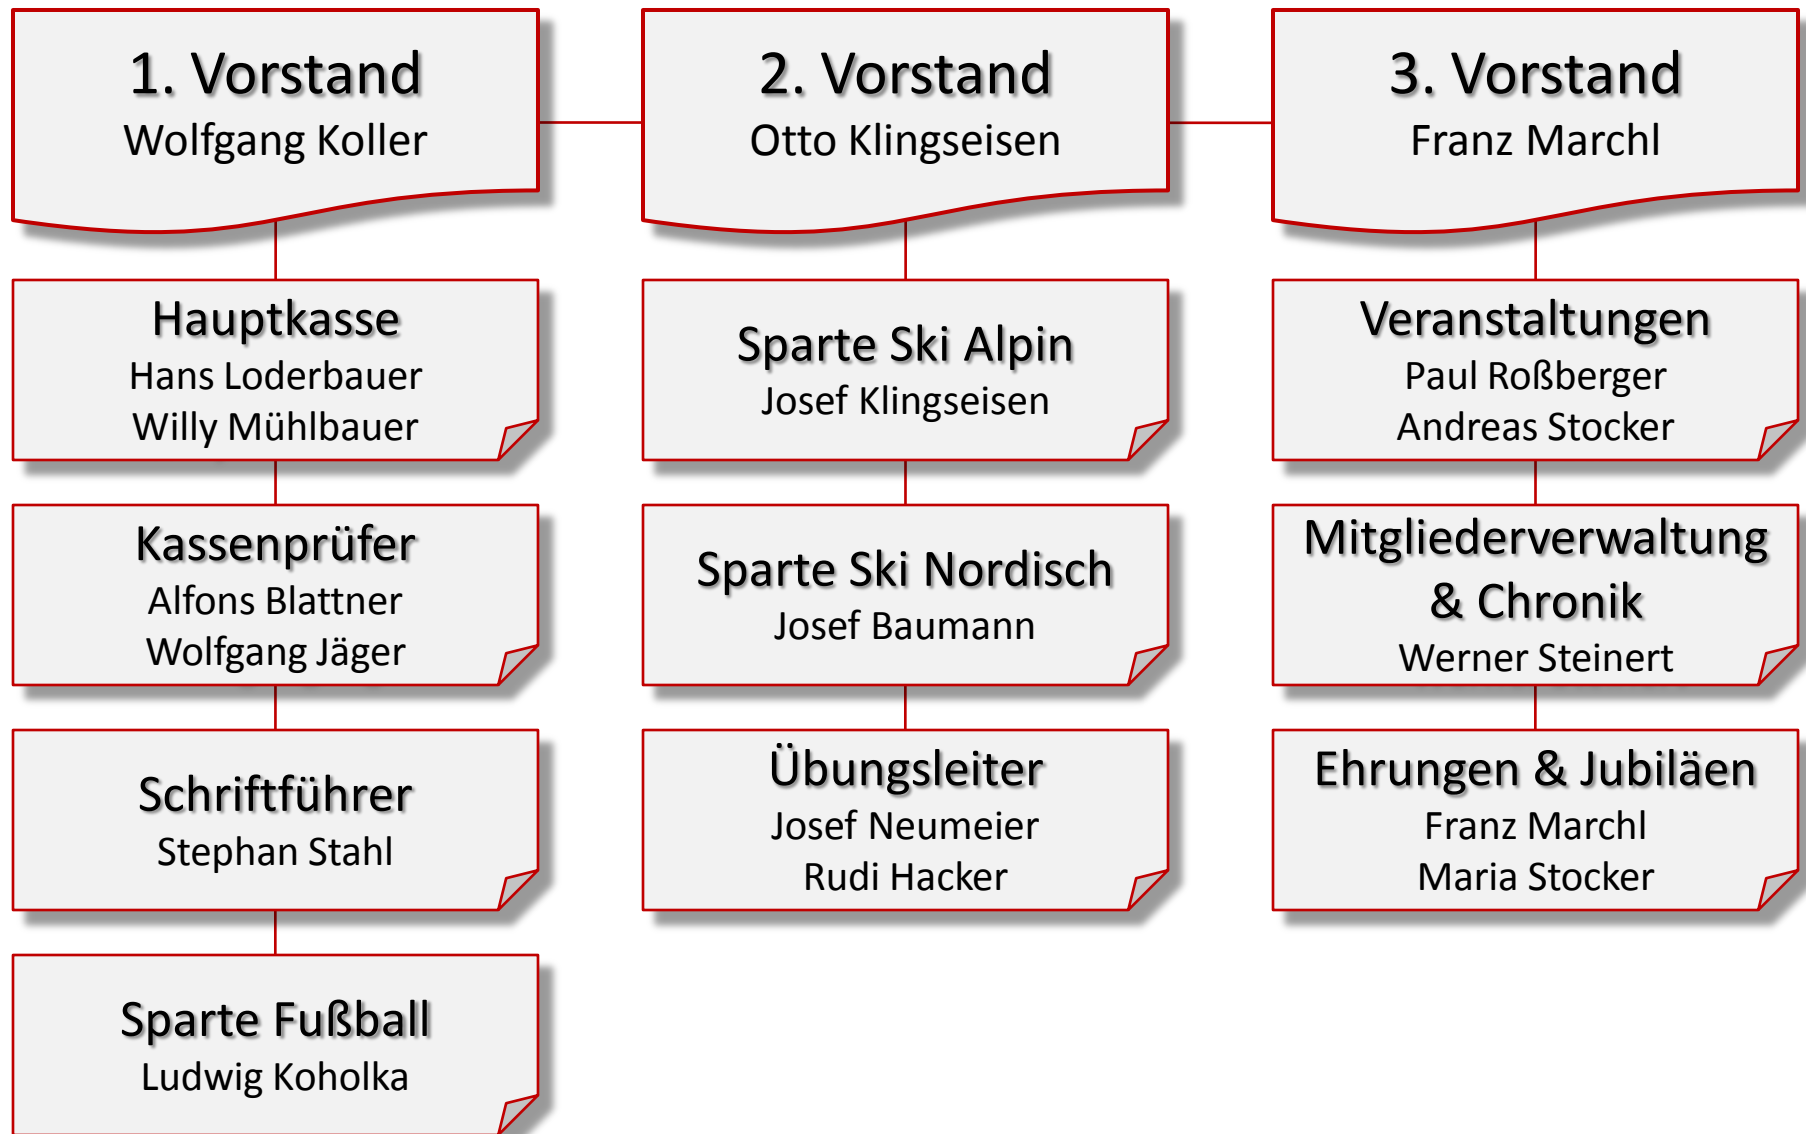 1. Vorstand
Wolfgang Koller
Hauptkasse
Hans Loderbauer
Willy Mühlbauer
Kassenprüfer
Alfons Blattner
Wolfgang Jäger
Schriftführer
Stephan Stahl
Sparte Fußball
Ludwig Koholka
2. Vorstand
Otto Klingseisen
Sparte Ski Alpin
Josef Klingseisen
Sparte Ski Nordisch
Josef Baumann
Übungsleiter
Josef Neumeier
Rudi Hacker
3. Vorstand
Franz Marchl
Veranstaltungen
Paul Roßberger
Andreas Stocker
Mitgliederverwaltung
& Chronik
Werner Steinert
Ehrungen & Jubiläen
Franz Marchl
Maria Stocker